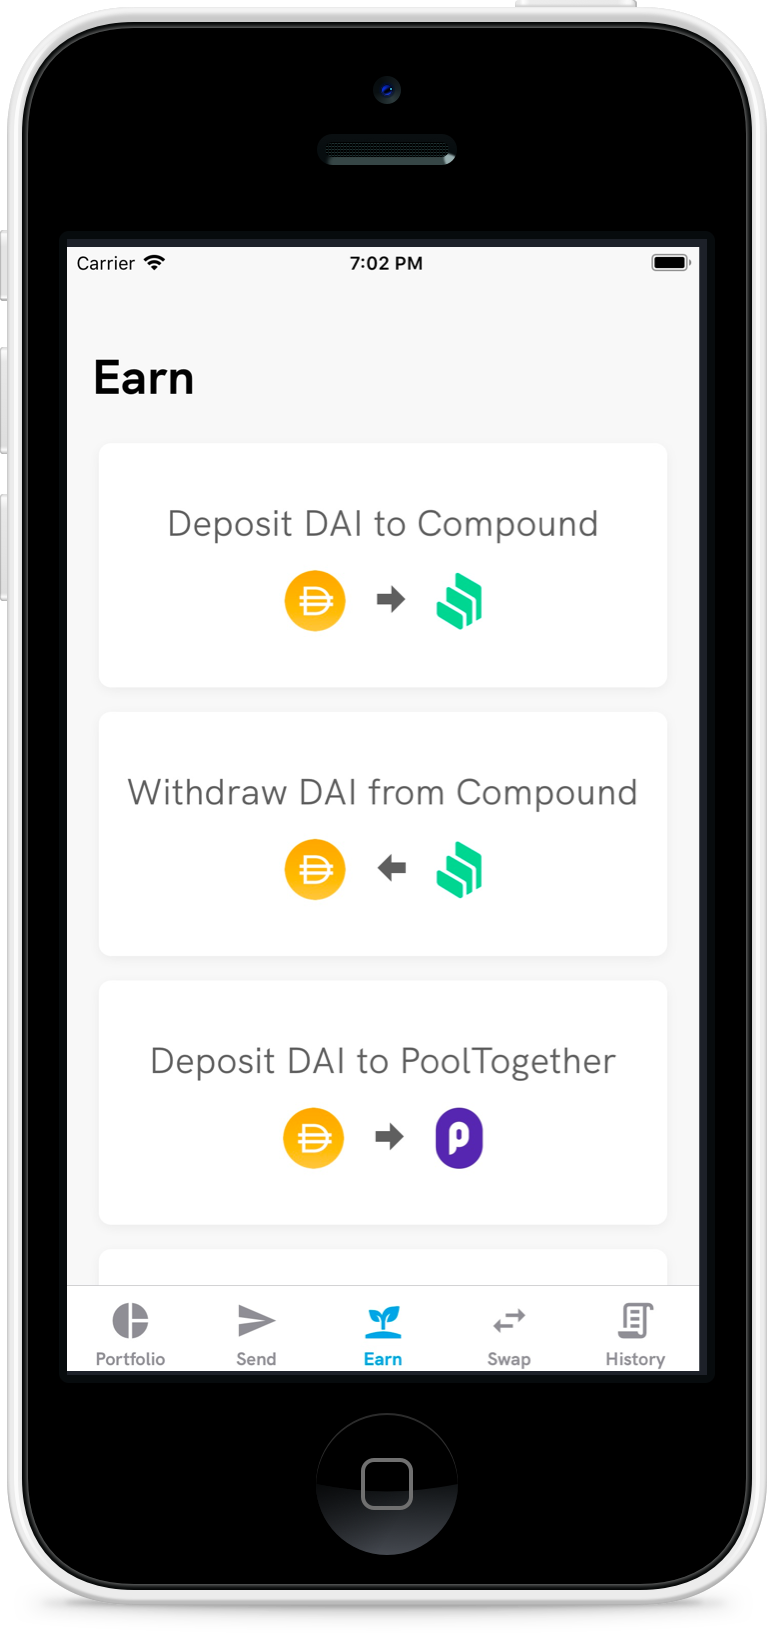 Carrier 7:02 PM
Earn
Deposit DAI to Compound
Withdraw DAI from Compound
Deposit DAI to PoolTogether
Portfolio Send Earn Swap History